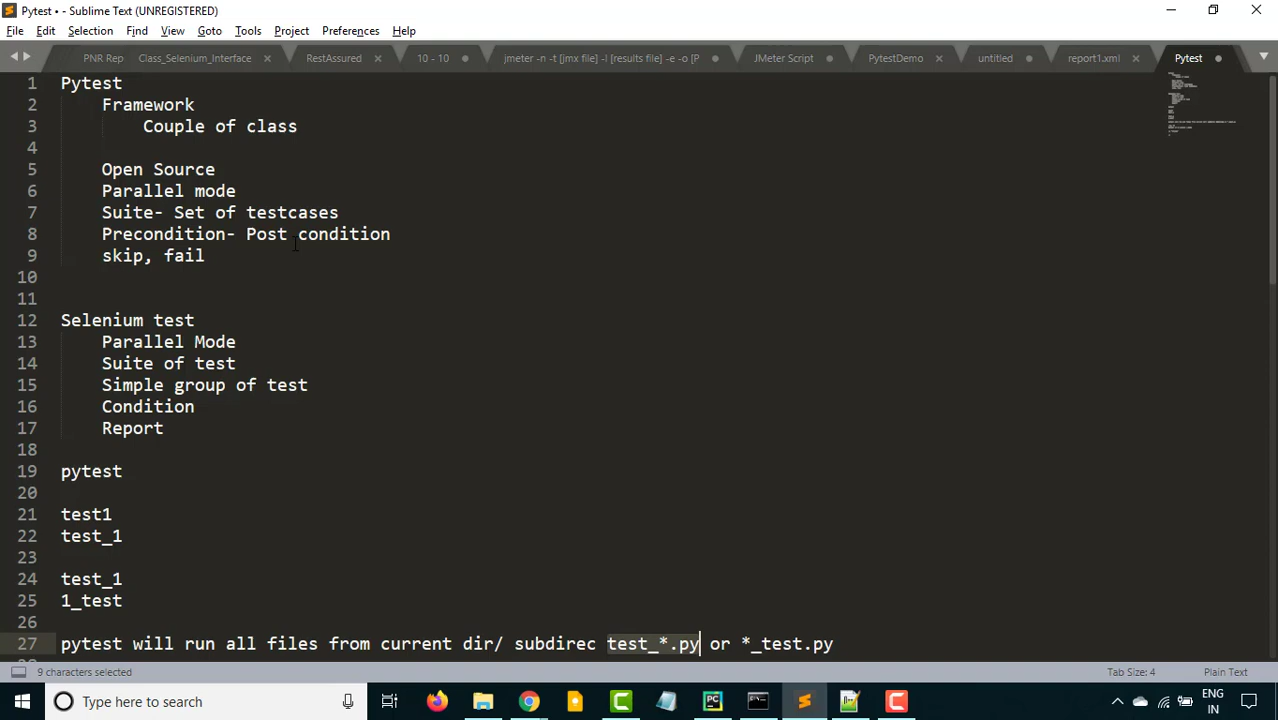 Pytest • - Sublime Text (UNREGISTERED)
File Edit Selection Find View Goto Tools Project Preferences Help
PNR Rep Class_Selenium_Interface RestAssured 10 - 10 jmeter -n -t [jmx file] -l [results file] -e -o [P JMeter Script PytestDemo untitled report1.xml Pytest
1 Pytest
2 Framework
3 Couple of class
4
5 Open Source
6 Parallel mode
7 Suite- Set of testcases
8 Precondition- Post condition
9 skip, fail
10
11
12 Selenium test
13 Parallel Mode
14 Suite of test
15 Simple group of test
16 Condition
17 Report
18
19 pytest
20
21 test1
22 test_1
23
24 test_1
25 1_test
26
27 pytest will run all files from current dir/ subdirec test_*.py or *_test.py
9 characters selected Tab Size: 4 Plain Text
Type here to search ENG
IN